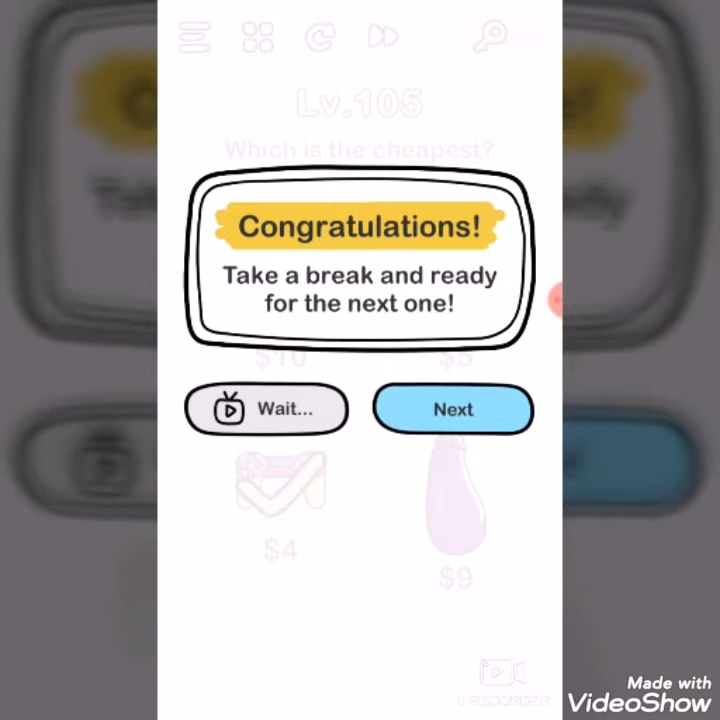 Lv.105
Which is the cheapest?
Congratulations!
Take a break and ready
for the next one!
$10 $5
Wait... Next
$4
$9
V RECORDER
Made with
VideoShow